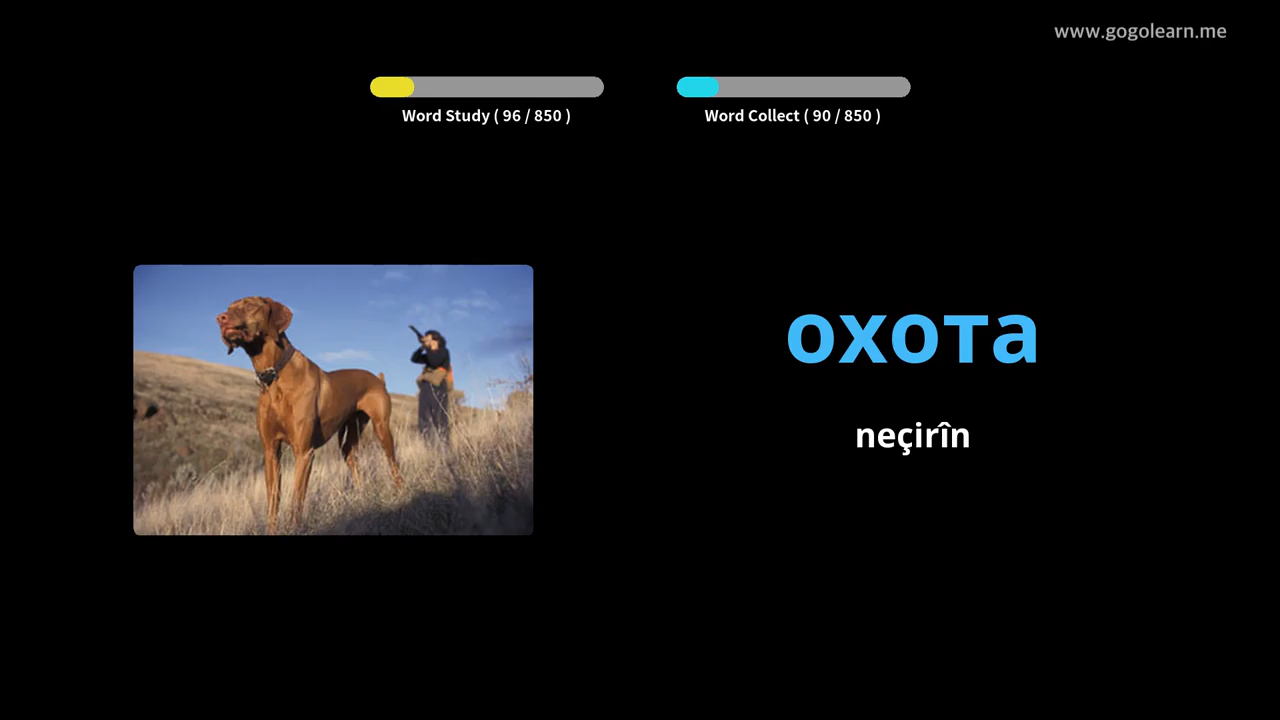 www.gogolearn.me
Word Study ( 96 / 850 )
Word Collect ( 90 / 850 )
охота
neçirîn